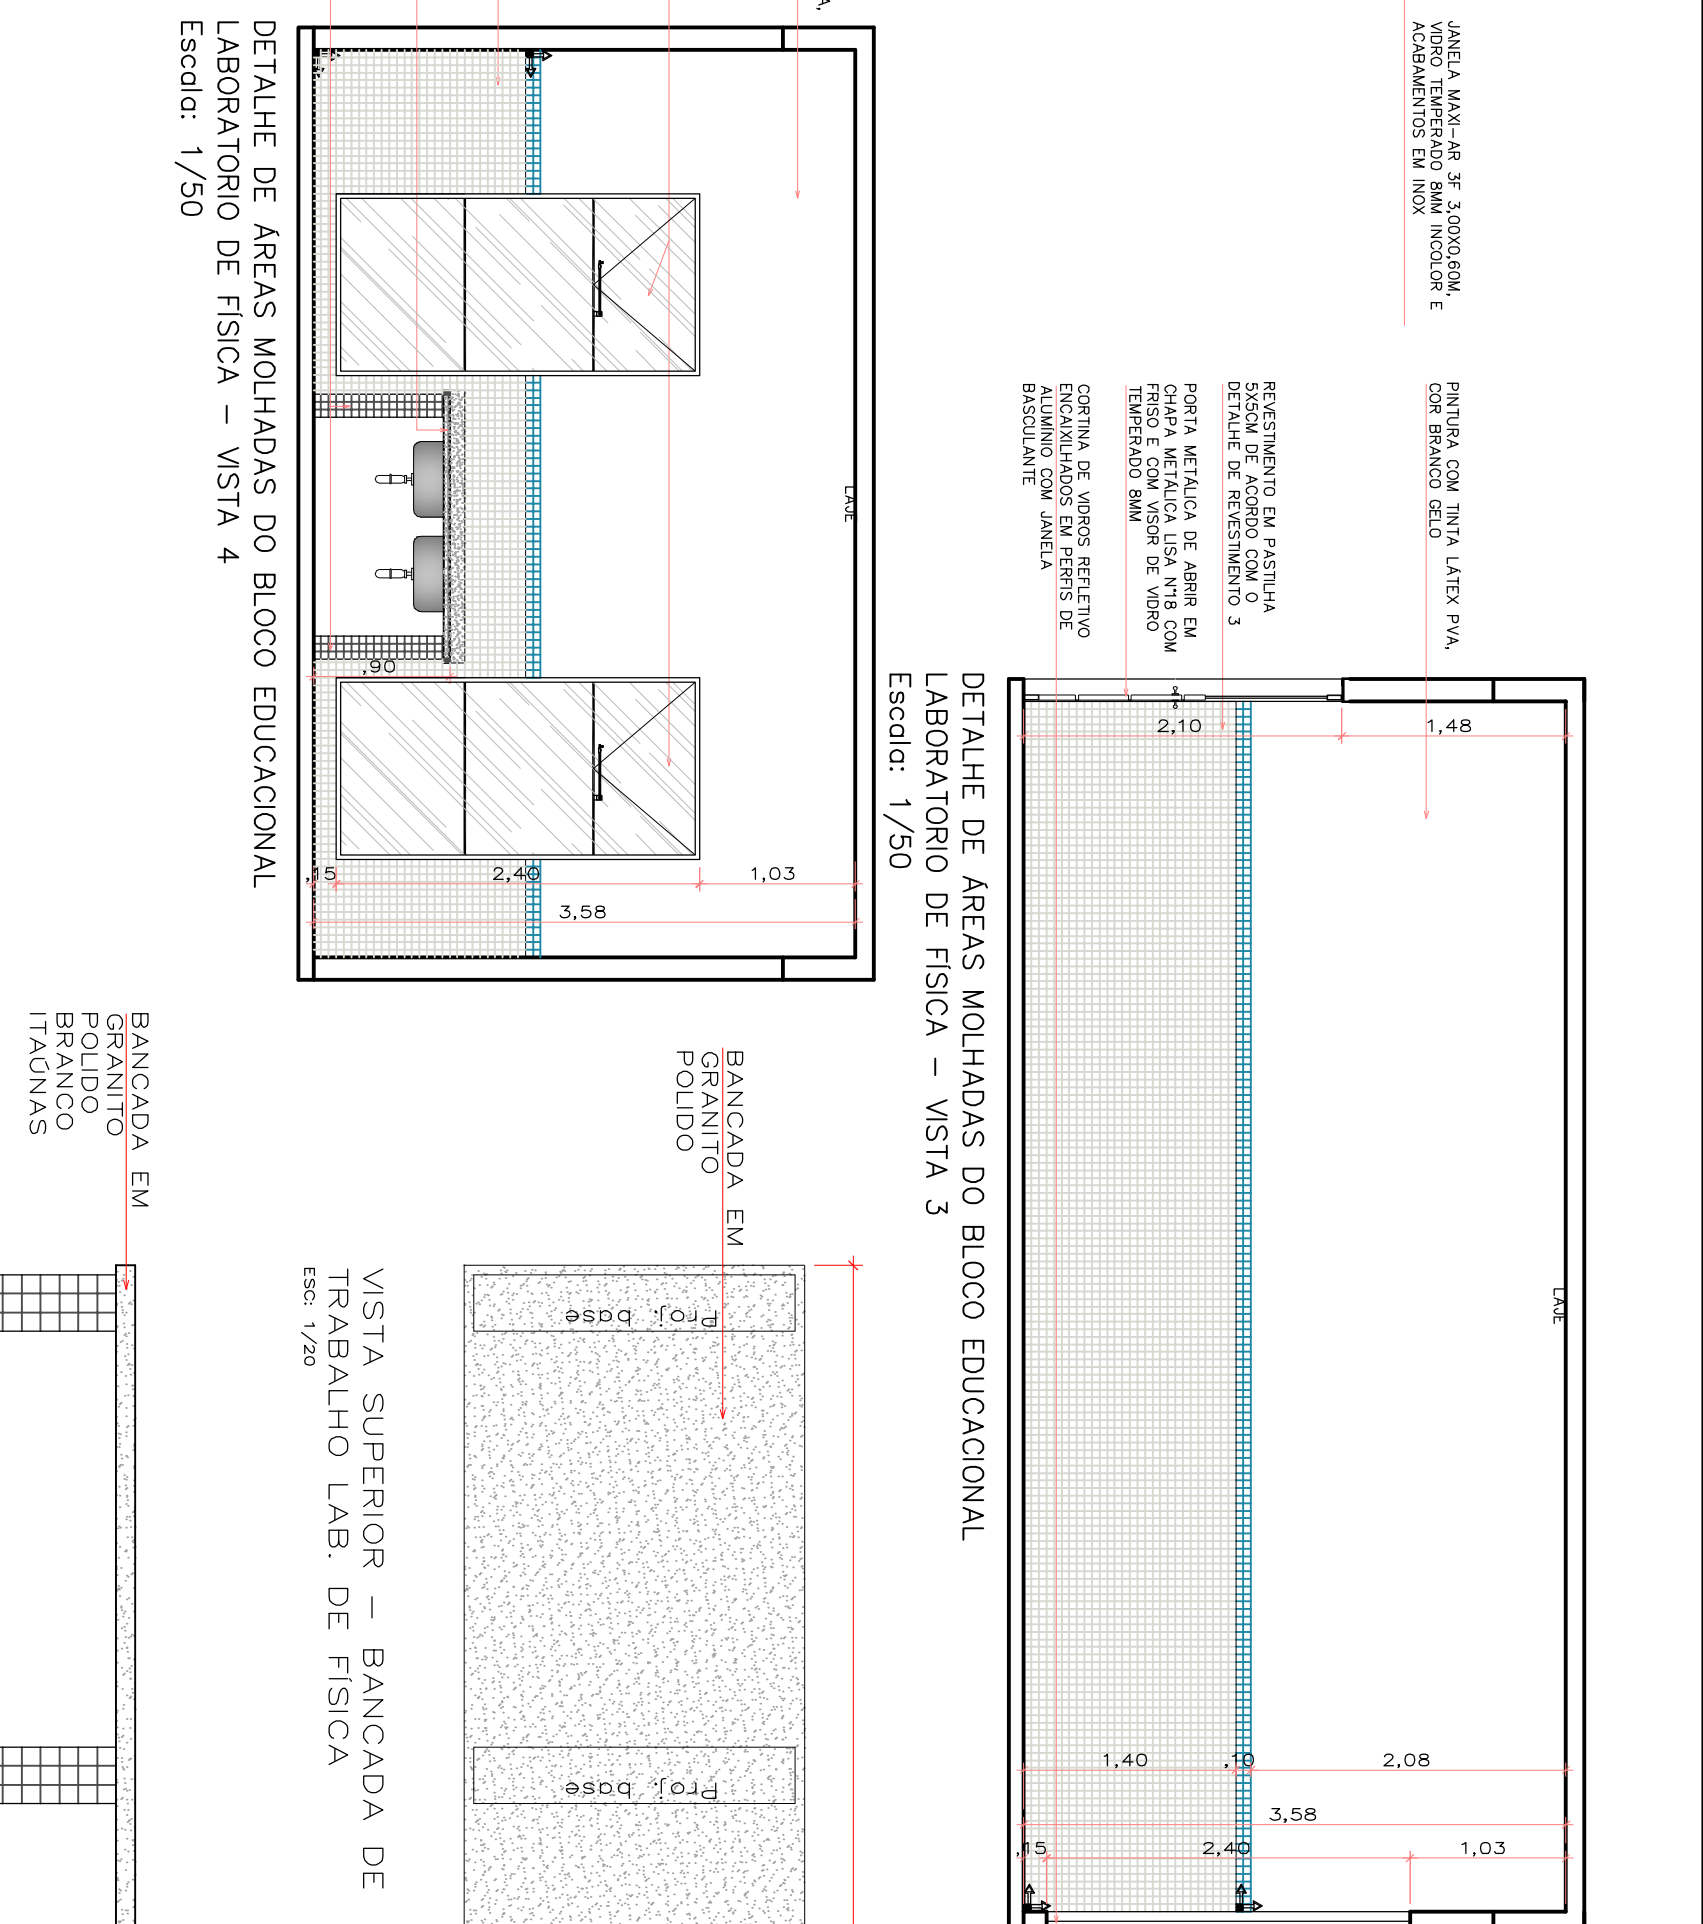 JANELA MAXI-AR 3F 3,00X0,60M,
VIDRO TEMPERADO 8MM INCOLOR E
ACABAMENTOS EM INOX
PINTURA COM TINTA LÁTEX PVA,
COR BRANCO GELO
REVESTIMENTO EM PASTILHA
5X5CM DE ACORDO COM O
DETALHE DE REVESTIMENTO 3
PORTA METÁLICA DE ABRIR EM
CHAPA METÁLICA LISA N°18 COM
FRISO E COM VISOR DE VIDRO
TEMPERADO 8MM
CORTINA DE VIDROS REFLETIVO
ENCAIXILHADOS EM PERFIS DE
ALUMÍNIO COM JANELA
BASCULANTE
LAJE
1,48
2,10
2,08
,10
1,40
3,58
1,03
2,40
,15
DETALHE DE ÁREAS MOLHADAS DO BLOCO EDUCACIONAL
LABORATORIO DE FÍSICA – VISTA 3
Escala: 1/50
A,
LAJE
,90
1,03
2,40
,15
3,58
DETALHE DE ÁREAS MOLHADAS DO BLOCO EDUCACIONAL
LABORATORIO DE FÍSICA – VISTA 4
Escala: 1/50
BANCADA EM
GRANITO
POLIDO
Proj. base
Proj. base
VISTA SUPERIOR – BANCADA DE
TRABALHO LAB. DE FÍSICA
ESC: 1/20
BANCADA EM
GRANITO
POLIDO
BRANCO
ITAÚNAS